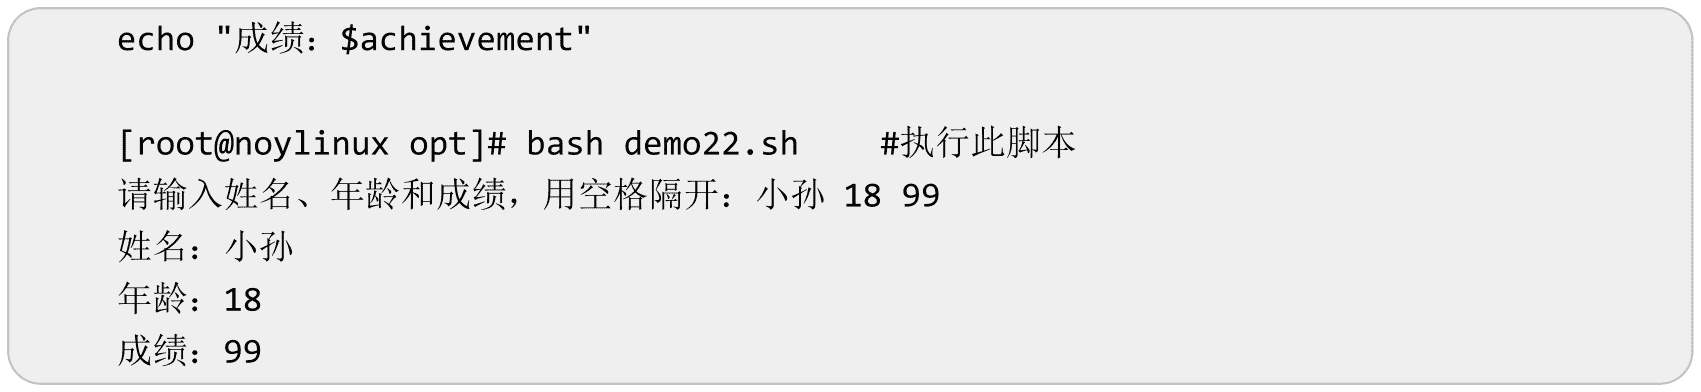 echo "成绩：$achievement"
[root@noylinux opt]# bash demo22.sh    #执行此脚本
请输入姓名、年龄和成绩，用空格隔开：小孙 18 99
姓名：小孙
年龄：18
成绩：99